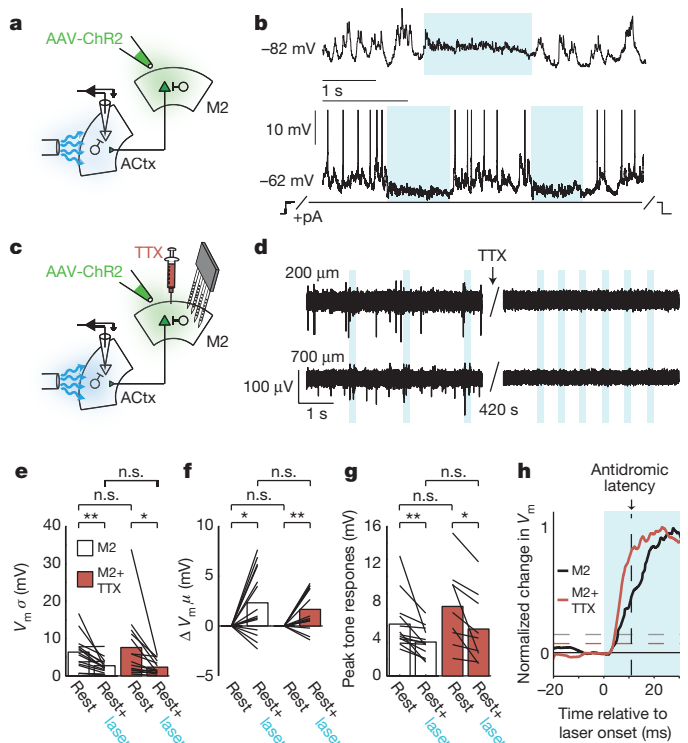 a
AAV-ChR2
M2
ACtx
b
–82 mV
1 s
10 mV
–62 mV
+pA
c
TTX
AAV-ChR2
M2
ACtx
d
TTX
200 μm
700 μm
100 μV
1 s
420 s
e
n.s.
n.s.
**
*
M2
M2+
TTX
Vm σ (mV)
40
30
20
10
0
Rest
Rest+
laser
Rest
Rest+
laser
f
n.s.
n.s.
*
**
Δ Vm μ (mV)
10
5
0
–5
Rest
Rest+
laser
Rest
Rest+
laser
g
n.s.
n.s.
**
*
Peak tone respones (mV)
16
12
8
4
0
Rest
Rest+
laser
Rest
Rest+
laser
h
Antidromic
latency
M2
M2+
TTX
Normalized change in Vm
1
0
–20
0
20
Time relative to
laser onset (ms)